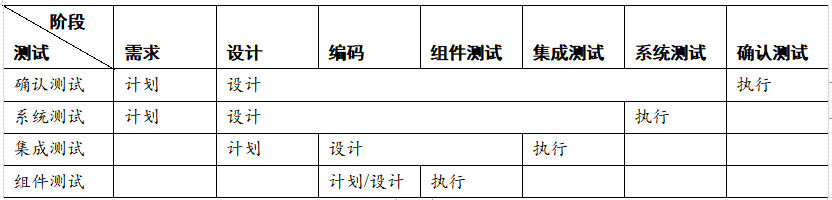 阶段
测试 需求 设计 编码 组件测试 集成测试 系统测试 确认测试
确认测试 计划 设计 执行
系统测试 计划 设计 执行
集成测试 计划 设计 执行
组件测试 计划/设计 执行